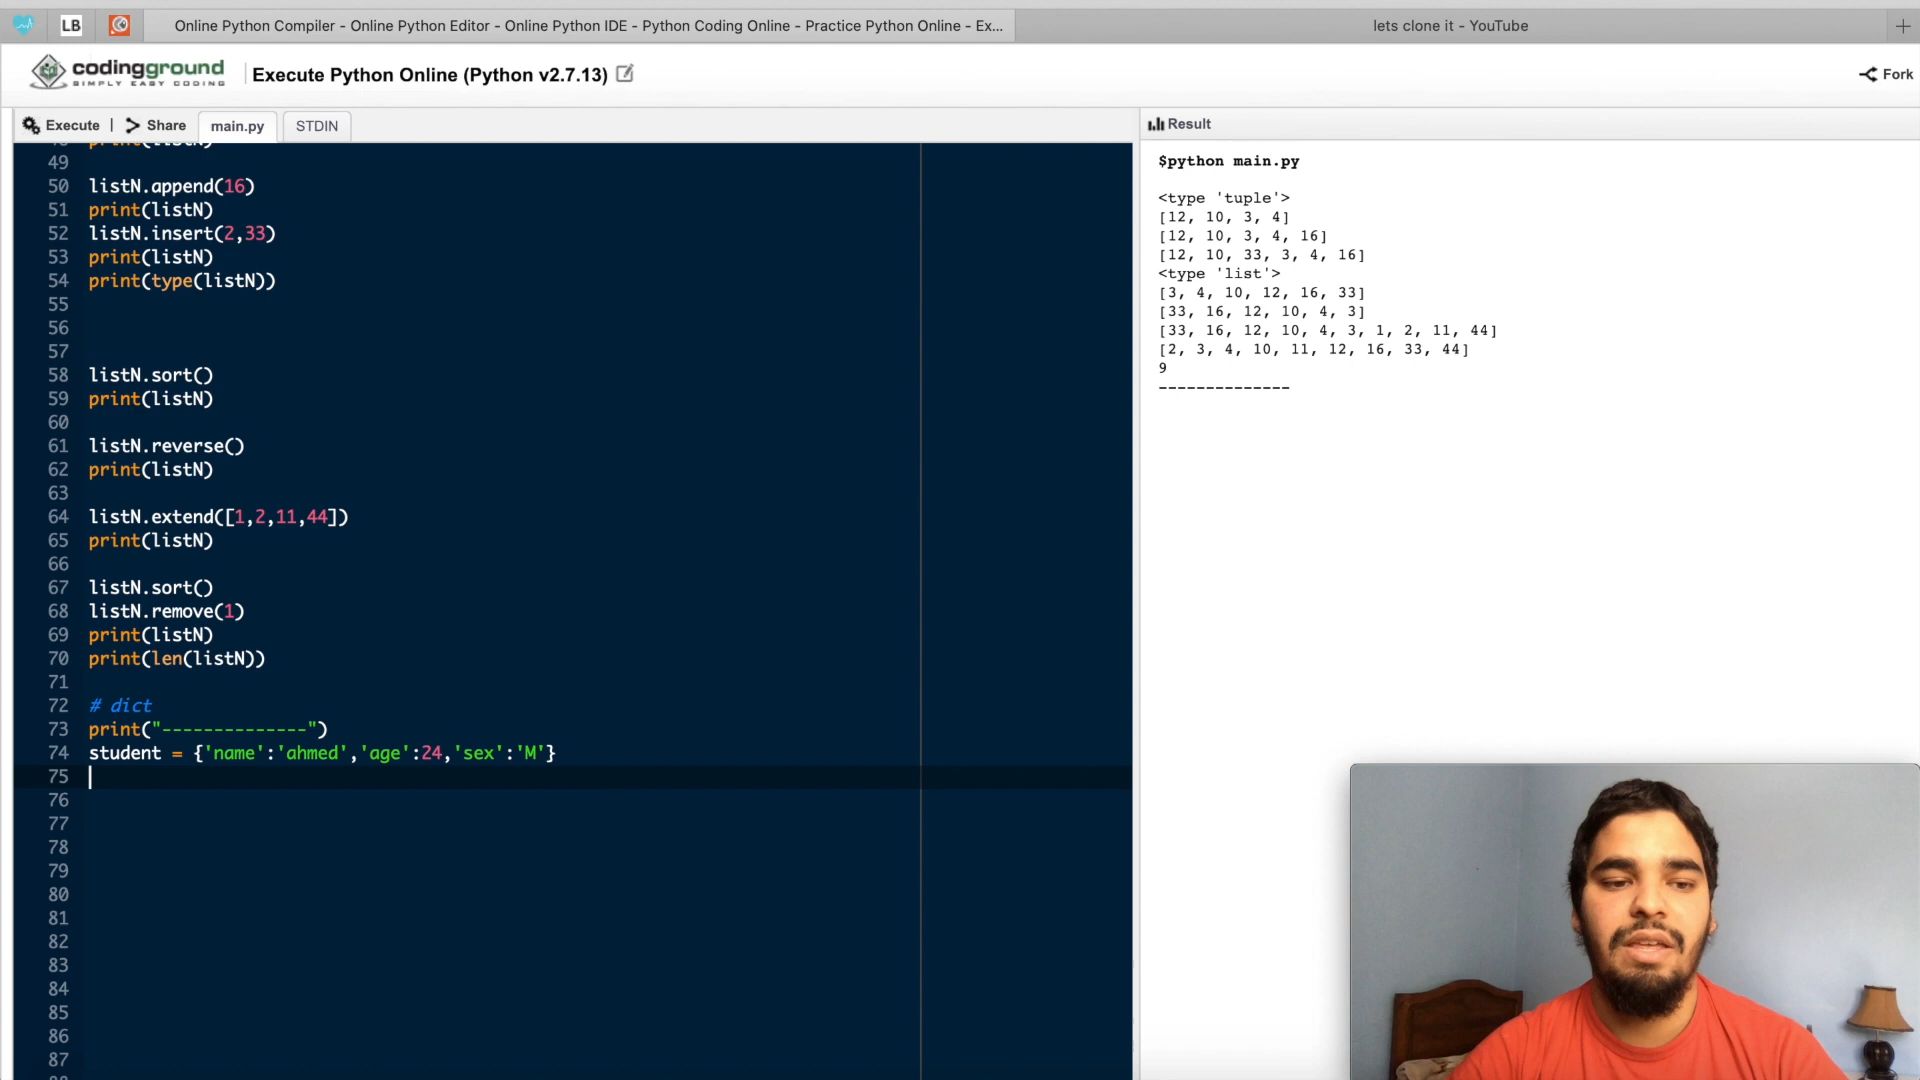 LB
Online Python Compiler - Online Python Editor - Online Python IDE - Python Coding Online - Practice Python Online - Ex...
lets clone it - YouTube
codingground
SIMPLY EASY CODING
Execute Python Online (Python v2.7.13)
Fork
Execute | Share main.py STDIN
Result
print(listN)
49
50 listN.append(16)
51 print(listN)
52 listN.insert(2,33)
53 print(listN)
54 print(type(listN))
55
56
57
58 listN.sort()
59 print(listN)
60
61 listN.reverse()
62 print(listN)
63
64 listN.extend([1,2,11,44])
65 print(listN)
66
67 listN.sort()
68 listN.remove(1)
69 print(listN)
70 print(len(listN))
71
72 # dict
73 print("--------------")
74 student = {'name':'ahmed','age':24,'sex':'M'}
75
76
77
78
79
80
81
82
83
84
85
86
87
$python main.py
<type 'tuple'>
[12, 10, 3, 4]
[12, 10, 3, 4, 16]
[12, 10, 33, 3, 4, 16]
<type 'list'>
[3, 4, 10, 12, 16, 33]
[33, 16, 12, 10, 4, 3]
[33, 16, 12, 10, 4, 3, 1, 2, 11, 44]
[2, 3, 4, 10, 11, 12, 16, 33, 44]
9
--------------